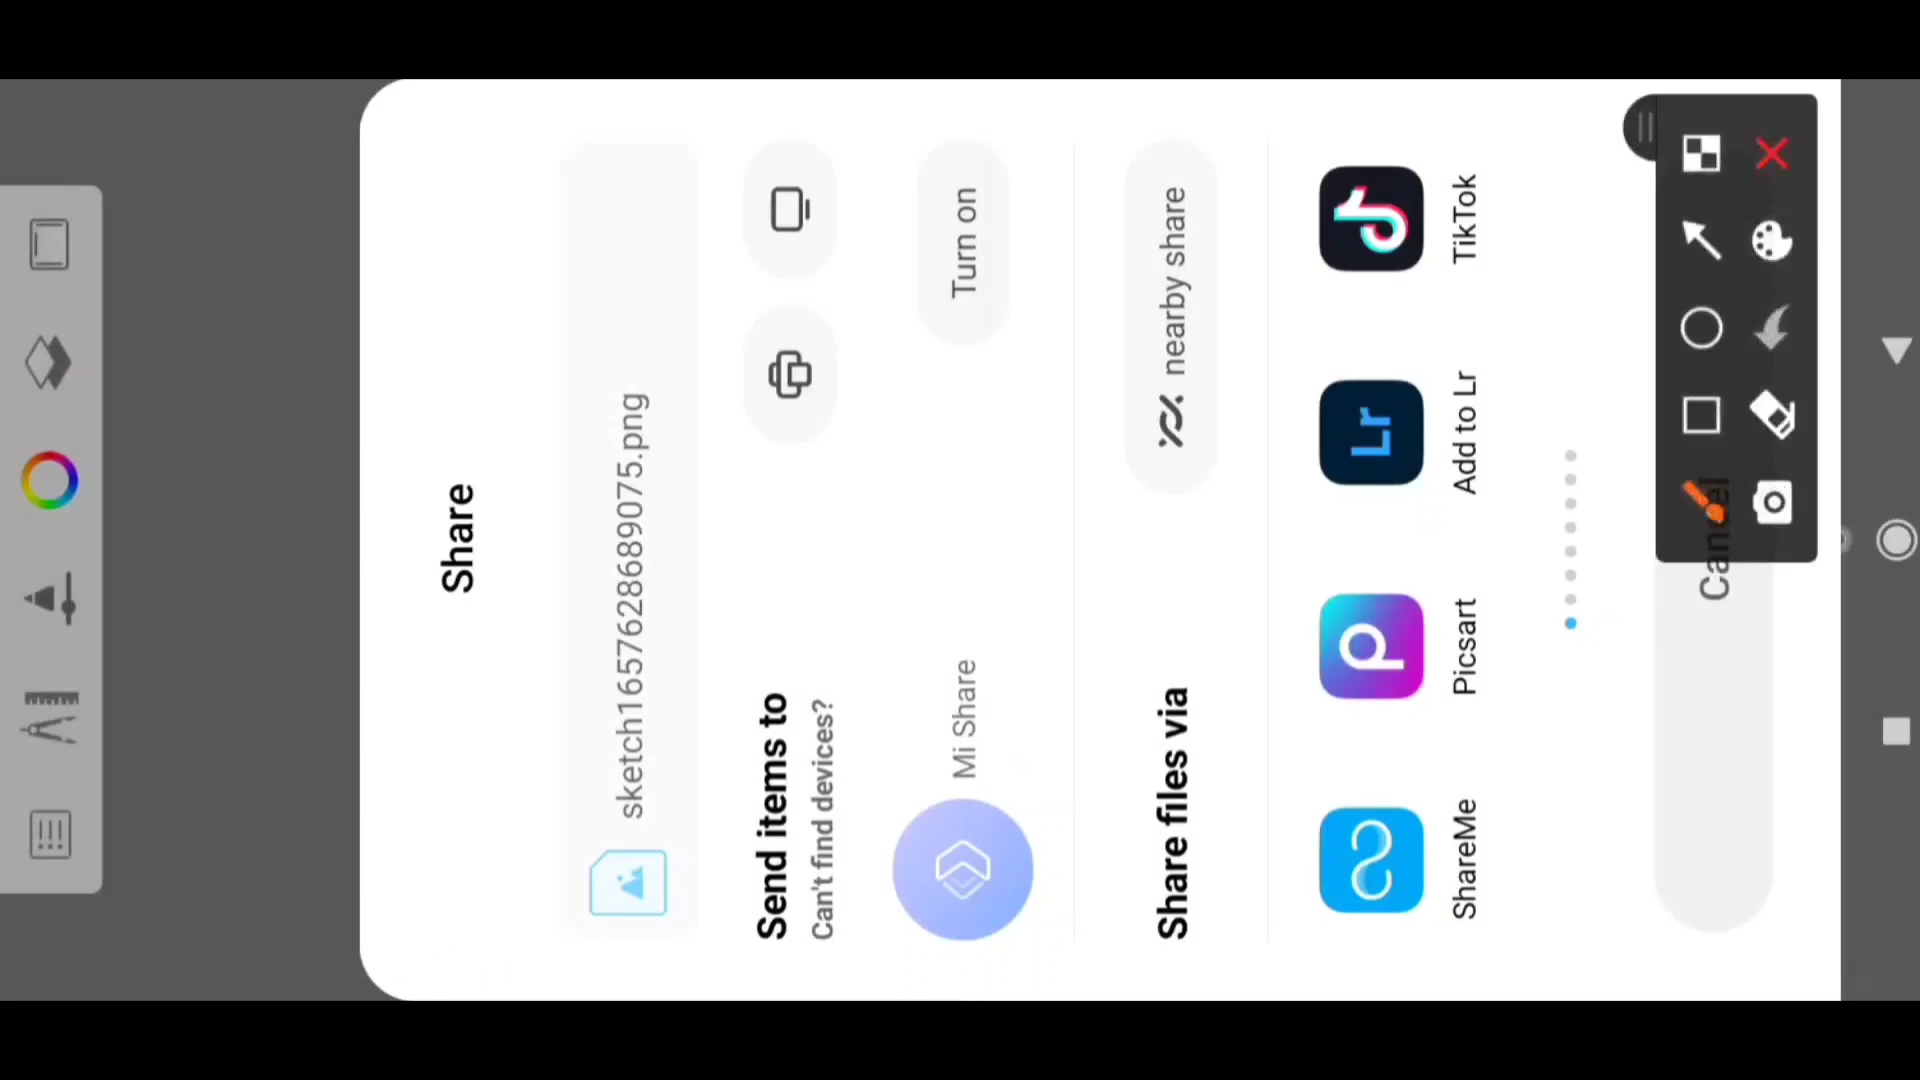 Share
sketch1657628689075.png
Send items to
Can't find devices?
Mi Share
Turn on
Share files via
nearby share
ShareMe
Picsart
Lr
Add to Lr
TikTok
Cancel